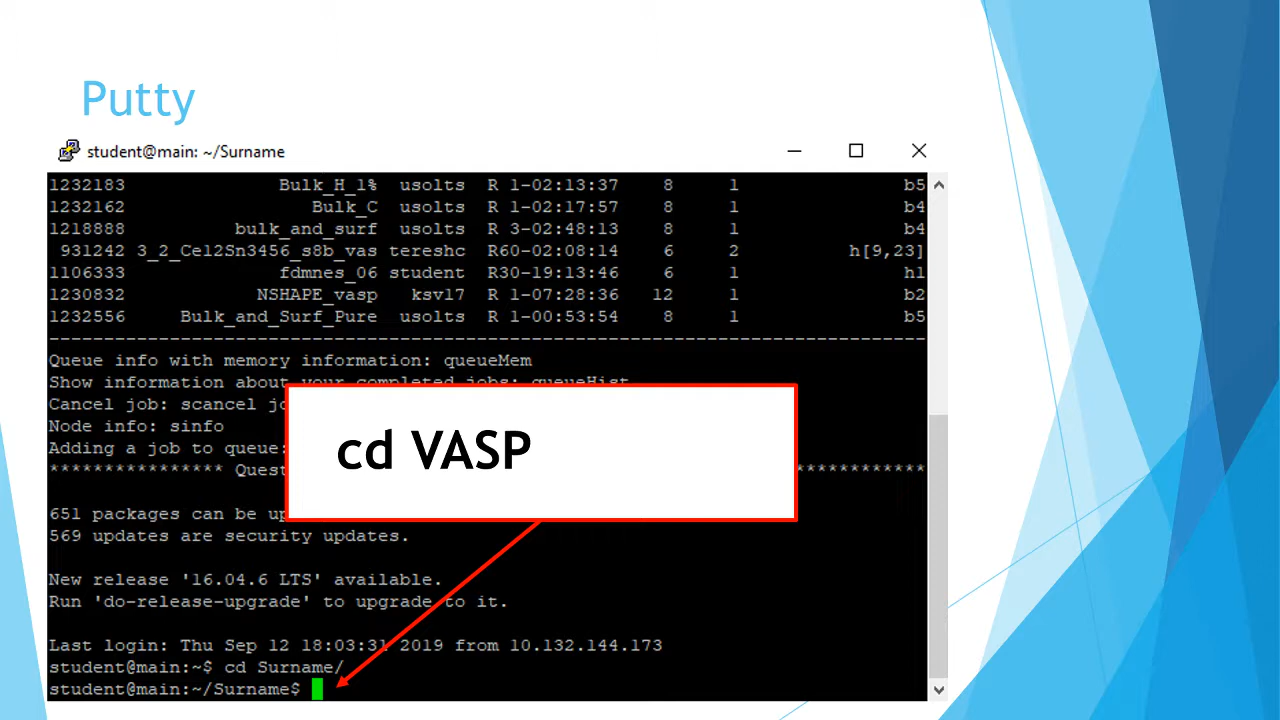 Putty
student@main: ~/Surname
1232183 Bulk_H_1% usolts R 1-02:13:37 8 1 b5
1232162 Bulk_C usolts R 1-02:17:57 8 1 b4
1218888 bulk_and_surf usolts R 3-02:48:13 8 1 b4
931242 3_2_Ce12Sn3456_s8b_vas tereshc R60-02:08:14 6 2 h[9,23]
1106333 fdmnes_06 student R30-19:13:46 6 1 h1
1230832 NSHAPE_vasp ksv17 R 1-07:28:36 12 1 b2
1232556 Bulk_and_Surf_Pure usolts R 1-00:53:54 8 1 b5
--------------------------------------------------------------------------------
Queue info with memory information: queueMem
Show information about your completed jobs: queueHist
Cancel job: scancel
Node info: sinfo
Adding a job to queue:
**************** Quest ************
cd VASP
651 packages can be
569 updates are security updates.
New release '16.04.6 LTS' available.
Run 'do-release-upgrade' to upgrade to it.
Last login: Thu Sep 12 18:03:31 2019 from 10.132.144.173
student@main:~$ cd Surname/
student@main:~/Surname$